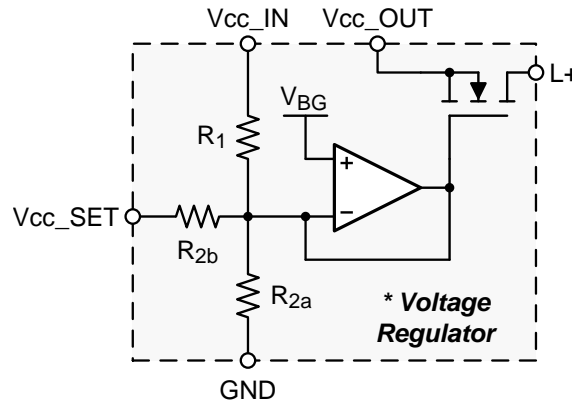 Vcc_IN Vcc_OUT
L+
V_BG
R_1
+
Vcc_SET
−
R_2b
R_2a
* Voltage
Regulator
GND